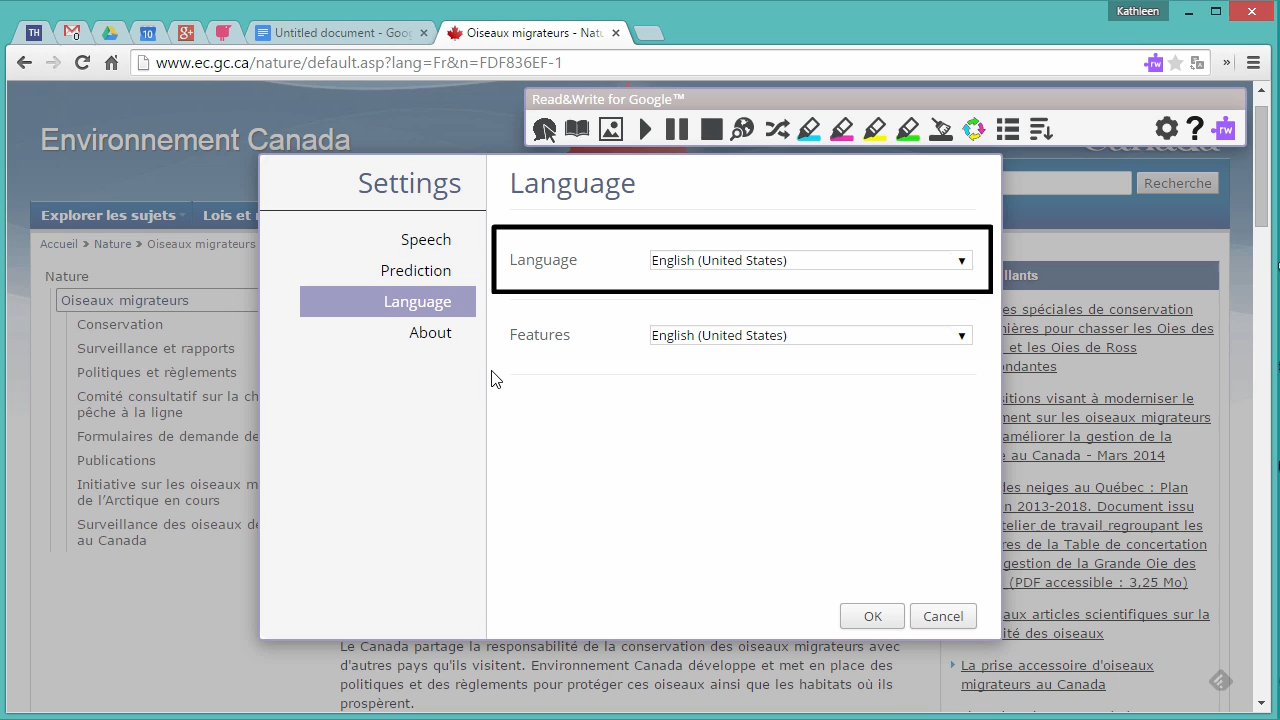 Kathleen
Untitled document - Goo
Oiseaux migrateurs - Natu
www.ec.gc.ca/nature/default.asp?lang=Fr&n=FDF836EF-1
Read&Write for Google™
Environnement Canada
Recherche
Explorer les sujets
Lois et r
Accueil » Nature » Oiseaux migrateurs
Nature
Oiseaux migrateurs
Conservation
Surveillance et rapports
Politiques et règlements
Comité consultatif sur la ch
pêche à la ligne
Formulaires de demande de
Publications
Initiative sur les oiseaux m
de l'Arctique en cours
Surveillance des oiseaux de
au Canada
Settings
Speech
Prediction
Language
About
Language
Language
English (United States)
Features
English (United States)
OK
Cancel
llants
es spéciales de conservation
nières pour chasser les Oies des
et les Oies de Ross
ondantes
sitions visant à moderniser le
ment sur les oiseaux migrateurs
améliorer la gestion de la
au Canada - Mars 2014
les neiges au Québec : Plan
n 2013-2018. Document issu
telier de travail regroupant les
res de la Table de concertation
gestion de la Grande Oie des
(PDF accessible : 3,25 Mo)
aux articles scientifiques sur la
ité des oiseaux
La prise accessoire d'oiseaux
migrateurs au Canada
Le Canada partage la responsabilité de la conservation des oiseaux migrateurs avec
d'autres pays qu'ils visitent. Environnement Canada développe et met en place des
politiques et des règlements pour protéger ces oiseaux ainsi que les habitats où ils
prospèrent.